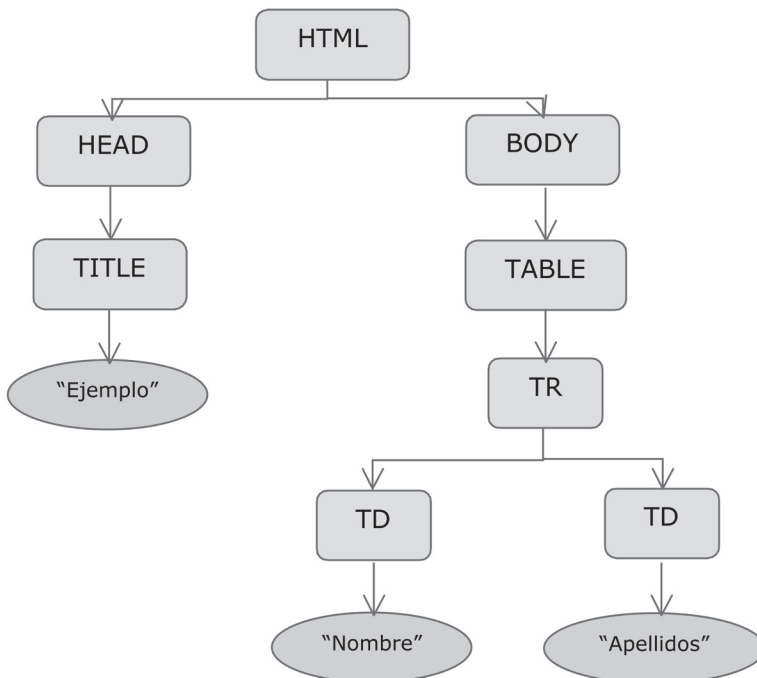 HTML
HEAD
BODY
TITLE
TABLE
“Ejemplo”
TR
TD
TD
“Nombre”
“Apellidos”